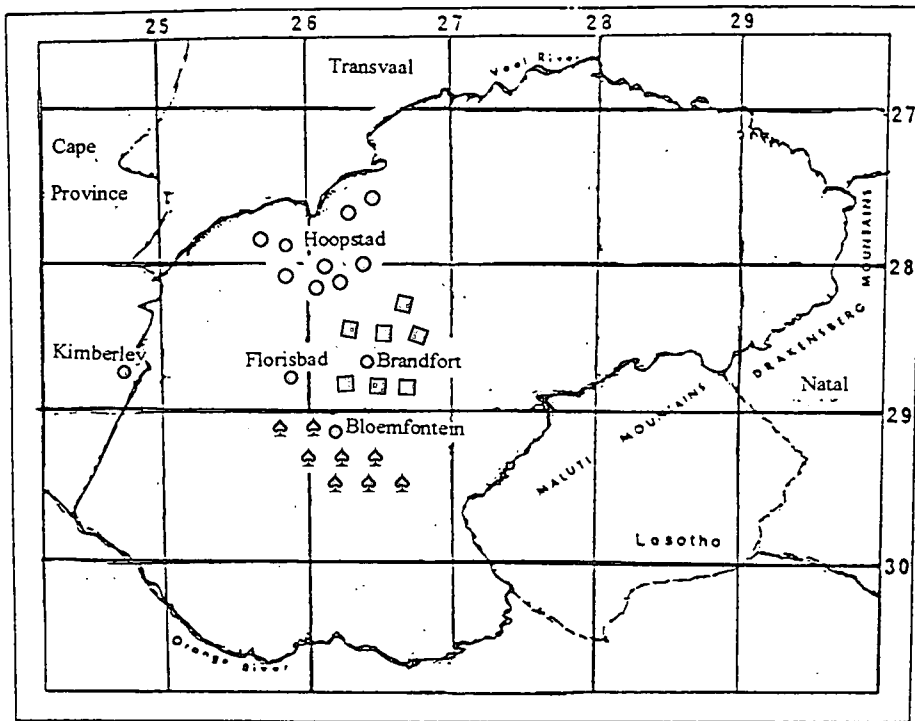 25 26 27 28 29
Transvaal
Vaal River
27
Cape
Province
MOUNTAINS
Hoopstad
28
DRAKENSBERG
Kimberley
Florisbad
Brandfort
Natal
29
Bloemfontein
MALUTI MOUNTAINS
Lesotho
30
Orange River